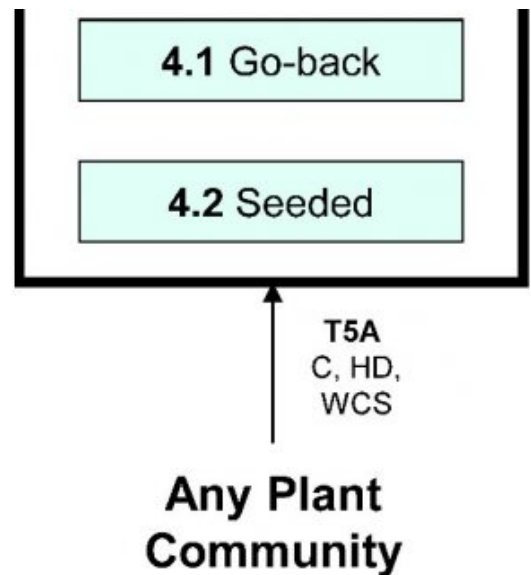 4.1 Go-back
4.2 Seeded
T5A
C, HD,
WCS
Any Plant
Community